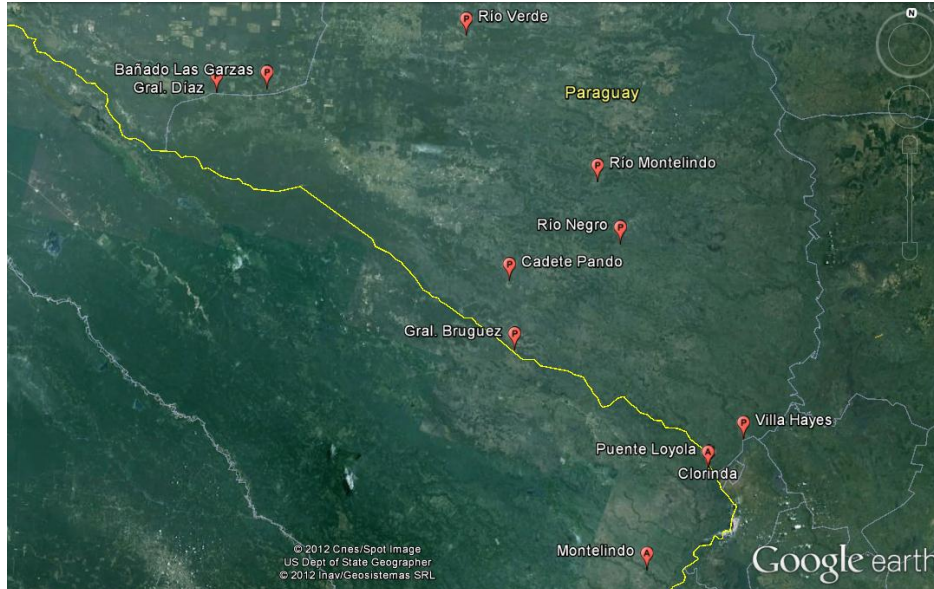 N
P Río Verde
Bañado Las Garzas P
Gral. Díaz P
Paraguay
P Río Montelindo
Río Negro P
P Cadete Pando
Gral. Bruguez P
P Villa Hayes
Puente Loyola A
Clorinda
Montelindo A
© 2012 Cnes/Spot Image
US Dept of State Geographer
© 2012 Inav/Geosistemas SRL
Google earth